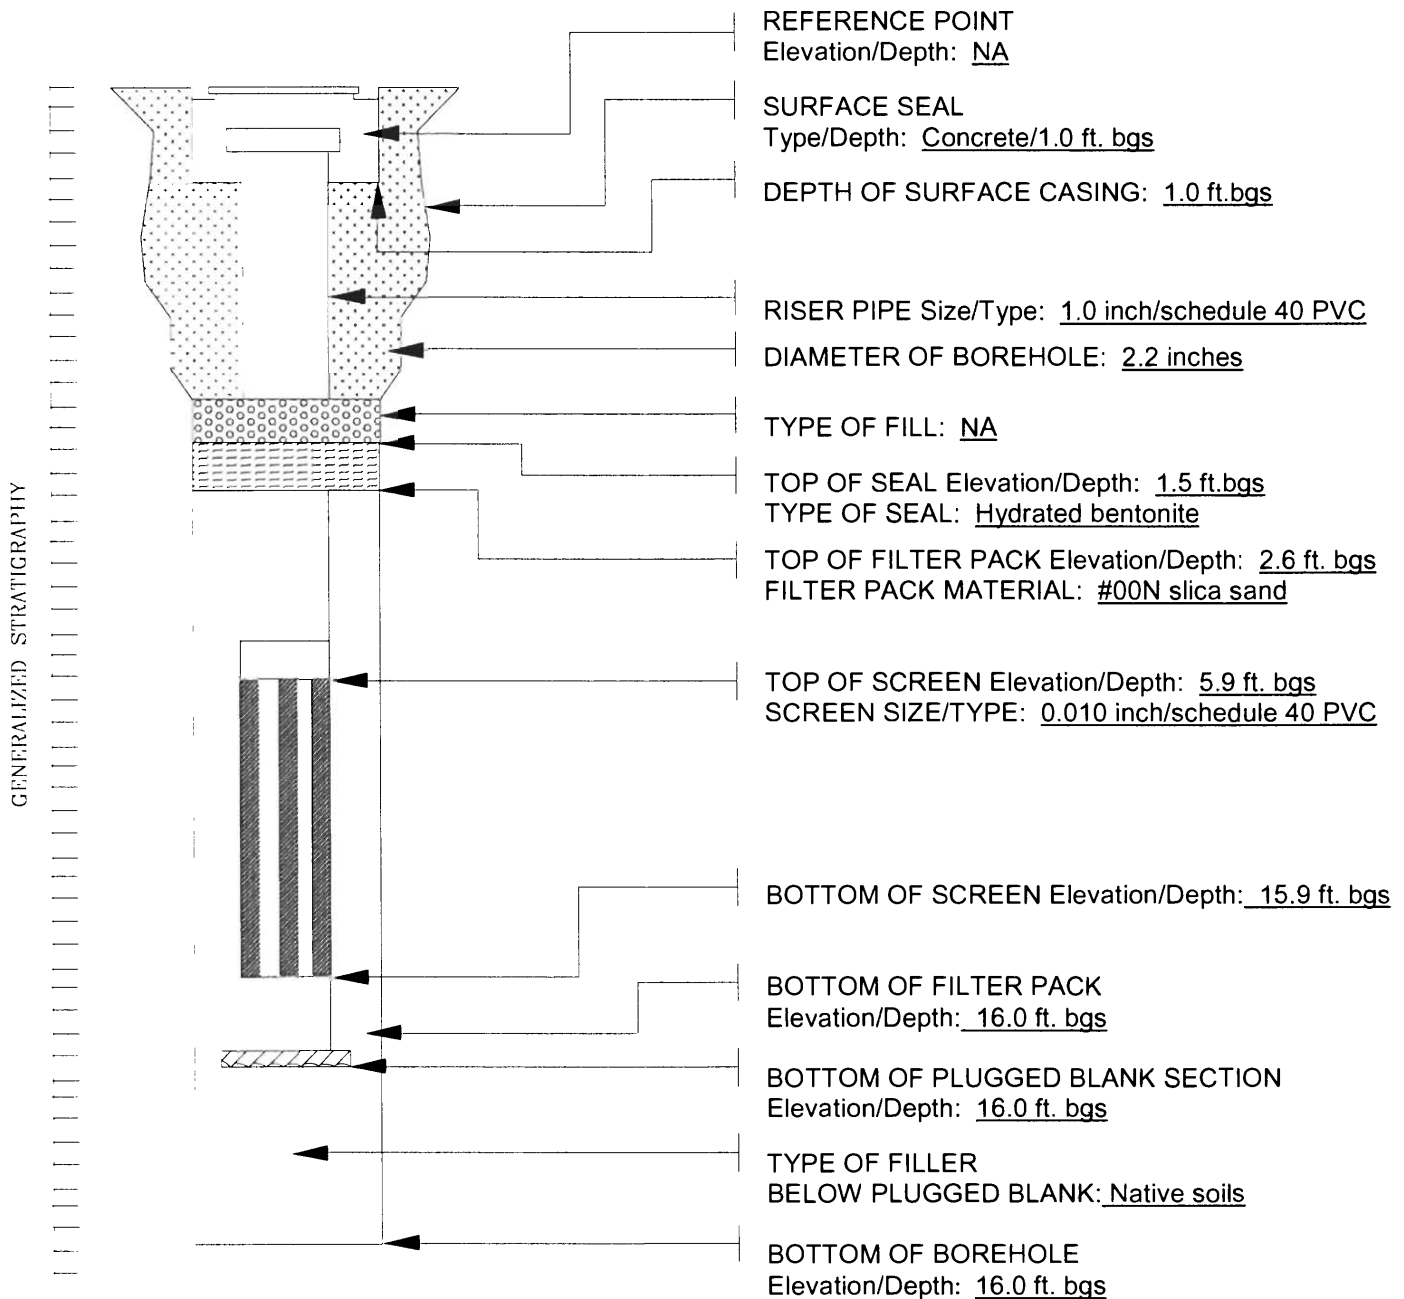 REFERENCE POINT
Elevation/Depth: NA
SURFACE SEAL
Type/Depth: Concrete/1.0 ft. bgs
DEPTH OF SURFACE CASING: 1.0 ft.bgs
RISER PIPE Size/Type: 1.0 inch/schedule 40 PVC
DIAMETER OF BOREHOLE: 2.2 inches
TYPE OF FILL: NA
TOP OF SEAL Elevation/Depth: 1.5 ft.bgs
TYPE OF SEAL: Hydrated bentonite
TOP OF FILTER PACK Elevation/Depth: 2.6 ft. bgs
FILTER PACK MATERIAL: #00N slica sand
GENERALIZED STRATIGRAPHY
TOP OF SCREEN Elevation/Depth: 5.9 ft. bgs
SCREEN SIZE/TYPE: 0.010 inch/schedule 40 PVC
BOTTOM OF SCREEN Elevation/Depth: 15.9 ft. bgs
BOTTOM OF FILTER PACK
Elevation/Depth: 16.0 ft. bgs
BOTTOM OF PLUGGED BLANK SECTION
Elevation/Depth: 16.0 ft. bgs
TYPE OF FILLER
BELOW PLUGGED BLANK: Native soils
BOTTOM OF BOREHOLE
Elevation/Depth: 16.0 ft. bgs